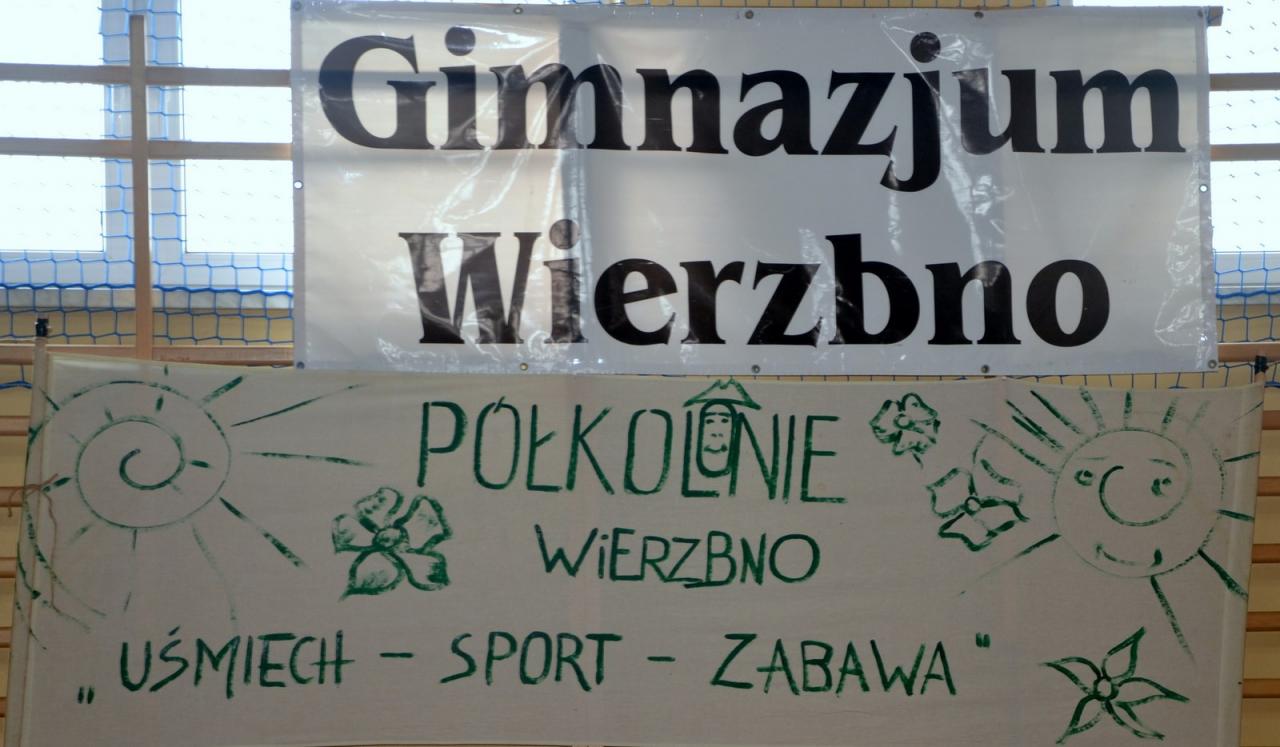 Gimnazjum
Wierzbno
PÓŁKOLONIE
WiERZBNO
„UŚMIECH - SPORT - ZABAWA"